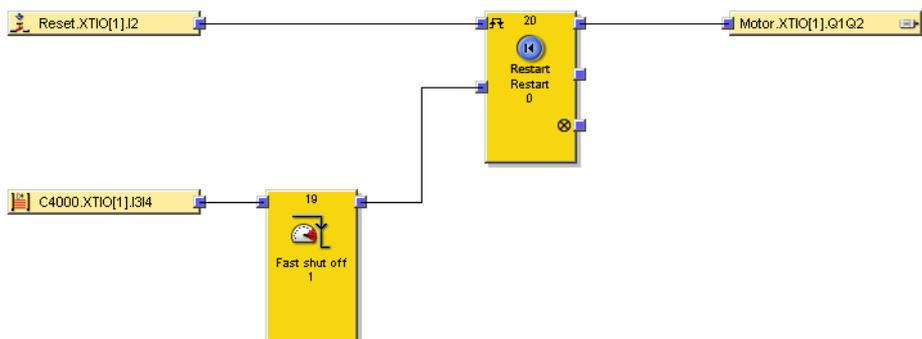 Reset.XTIO[1].I2
20
Motor.XTIO[1].Q1Q2
Restart
Restart
0
C4000.XTIO[1].I3I4
19
Fast shut off
1